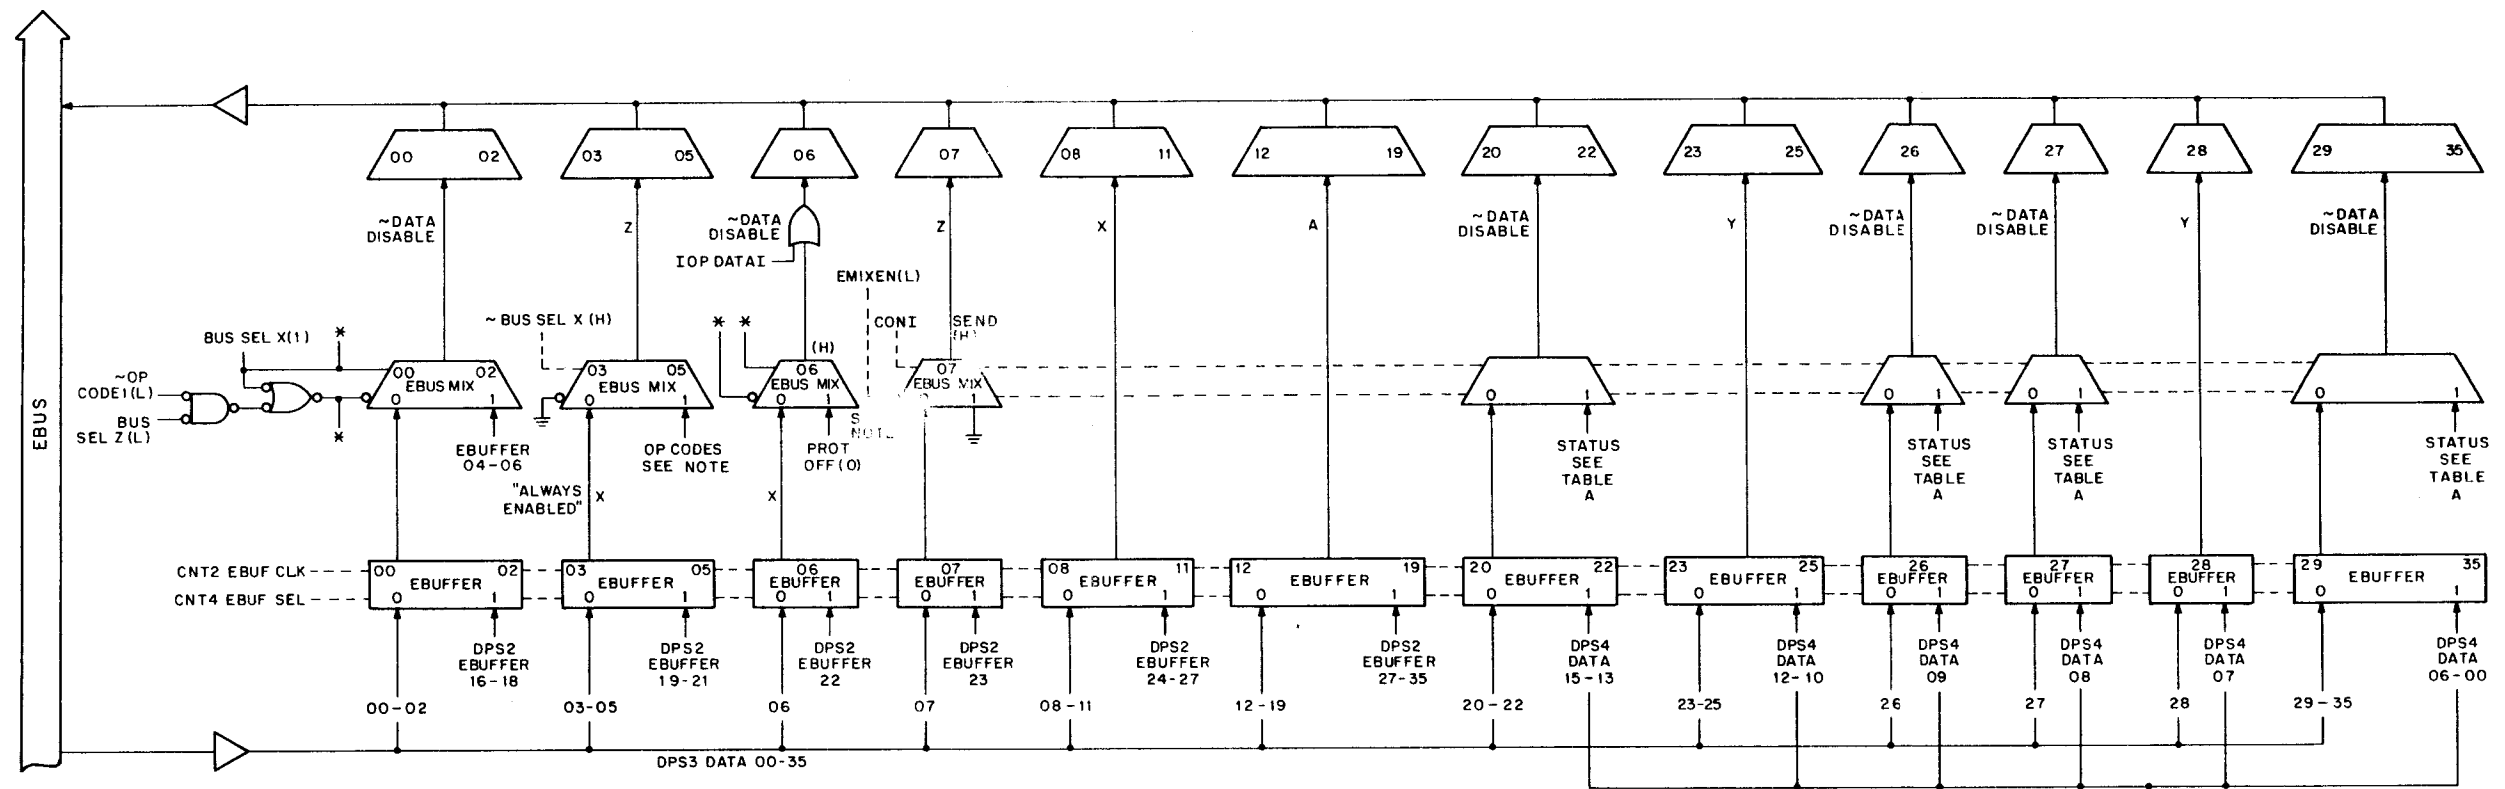 EBUS
00 02
03 05
06
07
08 11
12 19
20 22
23 25
26
27
28
29 35
~DATA
DISABLE
Z
~DATA
DISABLE
IOP DATAI
Z
X
A
~DATA
DISABLE
Y
~DATA
DISABLE
~DATA
DISABLE
Y
~DATA
DISABLE
EMIXEN(L)
BUS SEL X(1)
*
~BUS SEL X (H)
* *
(H)
CONI
SEND
(H)
~OP
CODE1(L)
BUS
SEL Z(L)
*
00 02
EBUS MIX
0 1
03 05
EBUS MIX
0 1
06
EBUS MIX
0 1
07
EBUS MIX
1
0 1
0 1
0 1
0 1
EBUFFER
04-06
OP CODES
SEE NOTE
PROT
OFF(0)
STATUS
SEE
TABLE
A
STATUS
SEE
TABLE
A
STATUS
SEE
TABLE
A
STATUS
SEE
TABLE
A
"ALWAYS
ENABLED"
X
X
CNT2 EBUF CLK
CNT4 EBUF SEL
00 02
EBUFFER
0 1
03 05
EBUFFER
0 1
06
EBUFFER
0 1
07
EBUFFER
0 1
08 11
EBUFFER
0 1
12 19
EBUFFER
0 1
20 22
EBUFFER
0 1
23 25
EBUFFER
0 1
26
EBUFFER
0 1
27
EBUFFER
0 1
28
EBUFFER
0 1
29 35
EBUFFER
0 1
DPS2
EBUFFER
16-18
DPS2
EBUFFER
19-21
DPS2
EBUFFER
22
DPS2
EBUFFER
23
DPS2
EBUFFER
24-27
DPS2
EBUFFER
27-35
DPS4
DATA
15-13
DPS4
DATA
12-10
DPS4
DATA
09
DPS4
DATA
08
DPS4
DATA
07
DPS4
DATA
06-00
00-02
03-05
06
07
08-11
12-19
20-22
23-25
26
27
28
29-35
DPS3 DATA 00-35